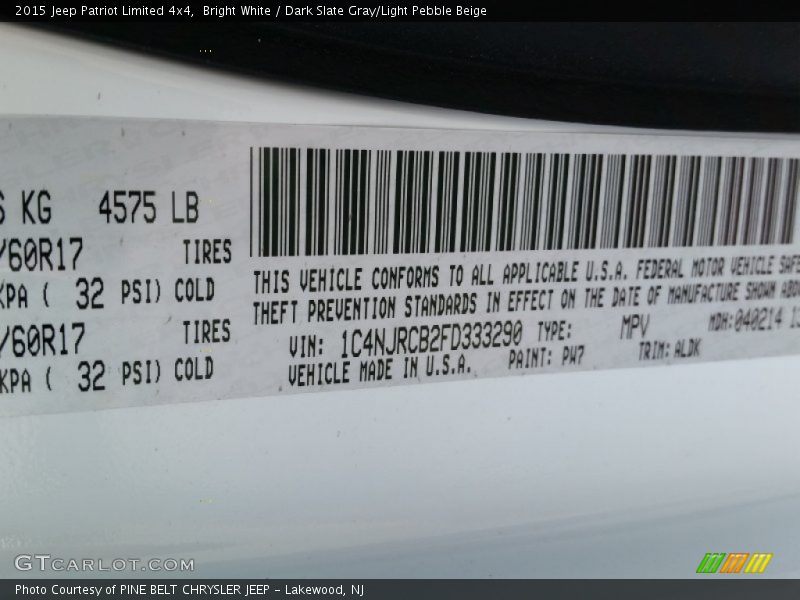 2015 Jeep Patriot Limited 4x4, Bright White / Dark Slate Gray/Light Pebble Beige
KG 4575 LB
/60R17 TIRES
KPA ( 32 PSI) COLD
/60R17 TIRES
KPA ( 32 PSI) COLD
THIS VEHICLE CONFORMS TO ALL APPLICABLE U.S.A. FEDERAL MOTOR VEHICLE SAFE
THEFT PREVENTION STANDARDS IN EFFECT ON THE DATE OF MANUFACTURE SHOWN ABO
VIN: 1C4NJRCB2FD333290 TYPE: MPV MDH:040214
VEHICLE MADE IN U.S.A. PAINT: PW7 TRIM: ALDK
GTCARLOT.COM
Photo Courtesy of PINE BELT CHRYSLER JEEP - Lakewood, NJ